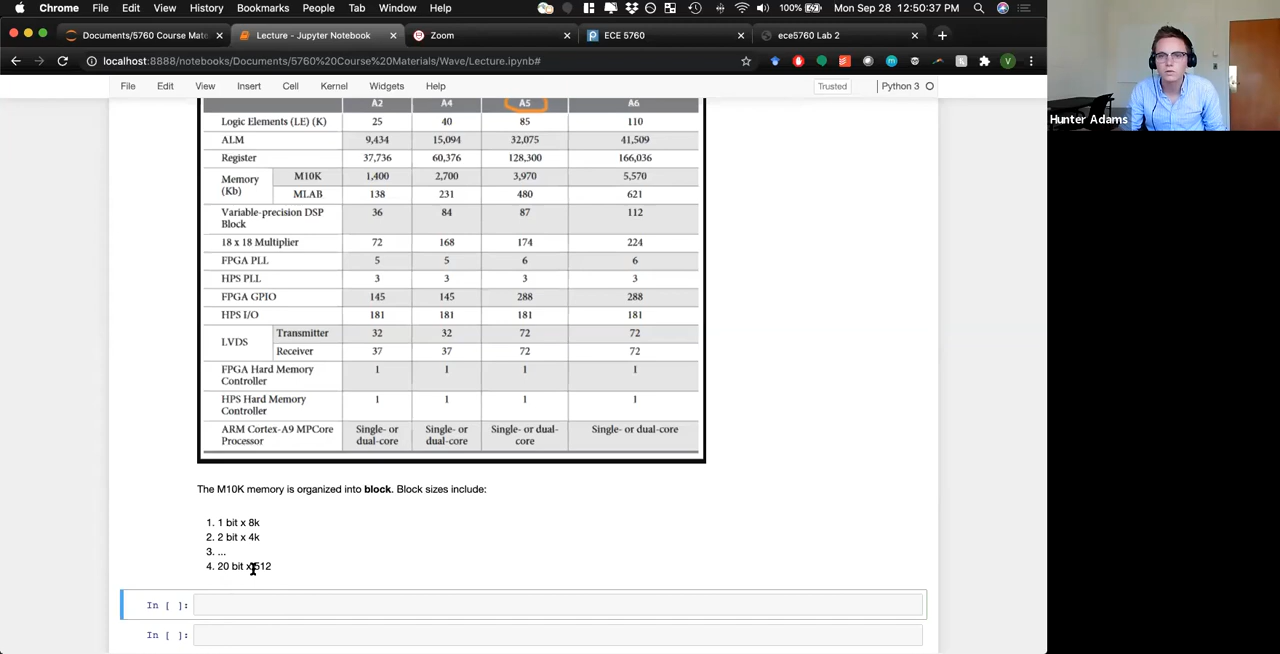 Chrome File Edit View History Bookmarks People Tab Window Help 100% Mon Sep 28 12:50:37 PM
Documents/5760 Course Mate Lecture - Jupyter Notebook Zoom ECE 5760 ece5760 Lab 2
localhost:8888/notebooks/Documents/5760%20Course%20Materials/Wave/Lecture.ipynb#
File Edit View Insert Cell Kernel Widgets Help Trusted Python 3
Hunter Adams
A2 A4 A5 A6
Logic Elements (LE) (K) 25 40 85 110
ALM 9,434 15,094 32,075 41,509
Register 37,736 60,376 128,300 166,036
Memory (Kb) M10K 1,400 2,700 3,970 5,570
MLAB 138 231 480 621
Variable-precision DSP Block 36 84 87 112
18 x 18 Multiplier 72 168 174 224
FPGA PLL 5 5 6 6
HPS PLL 3 3 3 3
FPGA GPIO 145 145 288 288
HPS I/O 181 181 181 181
LVDS Transmitter 32 32 72 72
Receiver 37 37 72 72
FPGA Hard Memory Controller 1 1 1 1
HPS Hard Memory Controller 1 1 1 1
ARM Cortex-A9 MPCore Processor Single- or dual-core Single- or dual-core Single- or dual-core Single- or dual-core
The M10K memory is organized into block. Block sizes include:
1. 1 bit x 8k
2. 2 bit x 4k
3. ...
4. 20 bit x 512
In [ ]:
In [ ]: